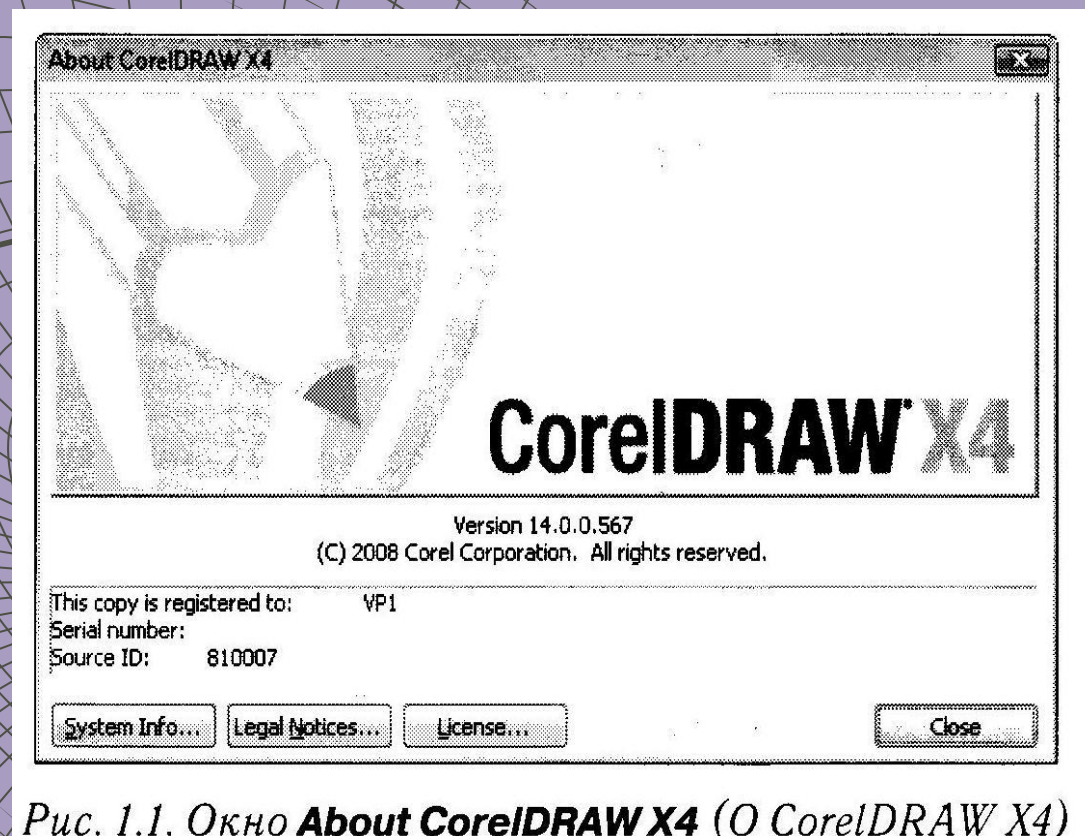 About CorelDRAW X4
CorelDRAW X4
Version 14.0.0.567
(C) 2008 Corel Corporation. All rights reserved.
This copy is registered to: VP1
Serial number:
Source ID: 810007
System Info... Legal Notices... License... Close
Рис. 1.1. Окно About CorelDRAW X4 (О CorelDRAW X4)